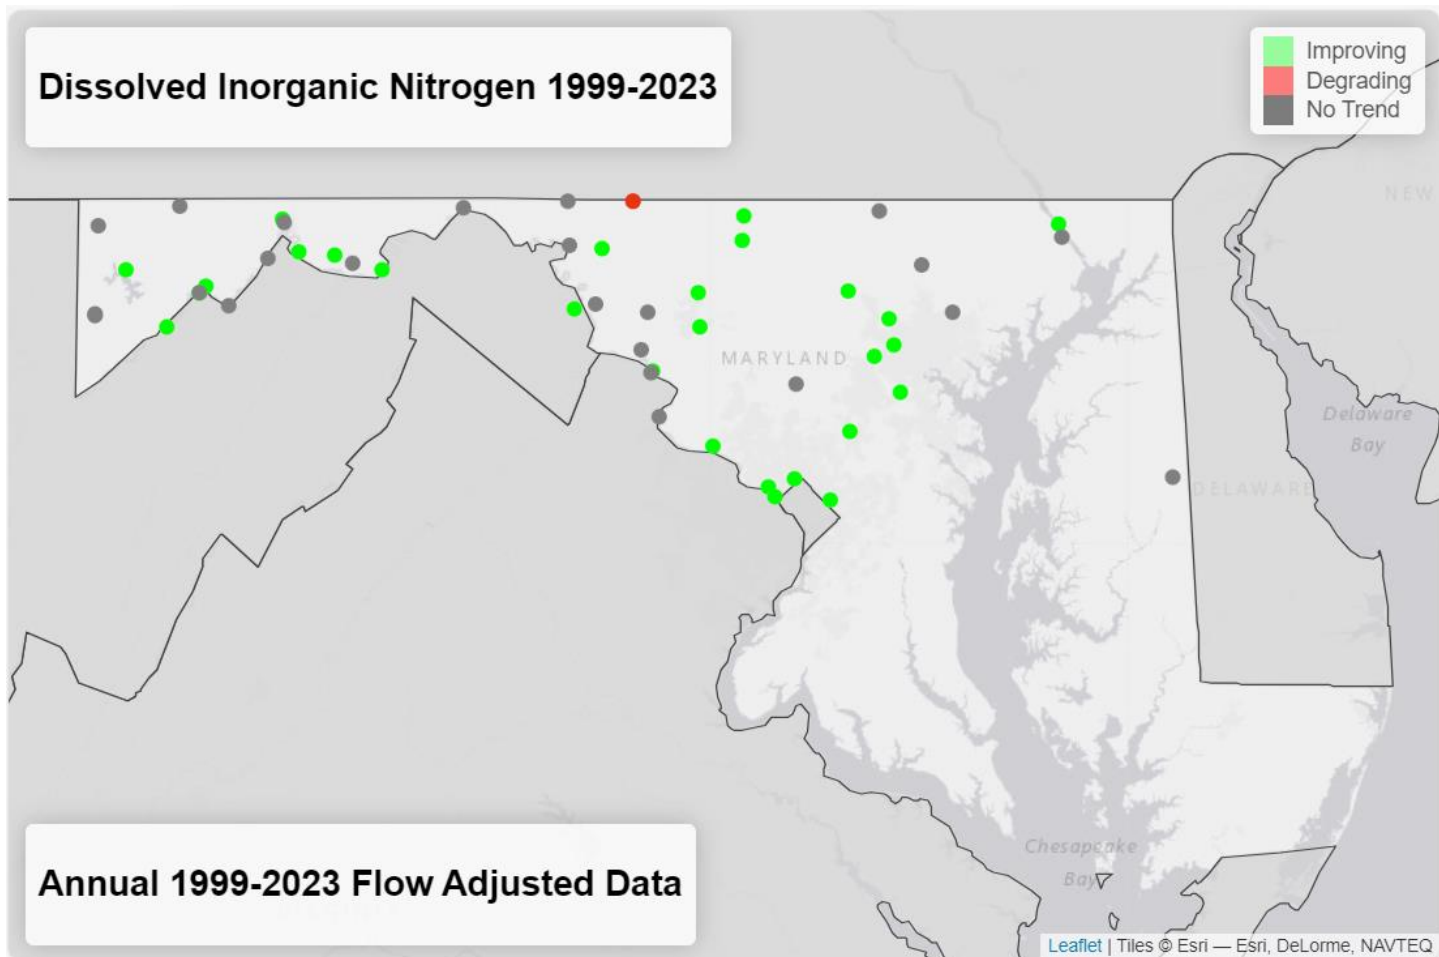 Dissolved Inorganic Nitrogen 1999-2023
Improving
Degrading
No Trend
NEW
MARYLAND
Delaware
Bay
DELAWARE
Chesapeake
Bay
Annual 1999-2023 Flow Adjusted Data
Leaflet | Tiles © Esri — Esri, DeLorme, NAVTEQ